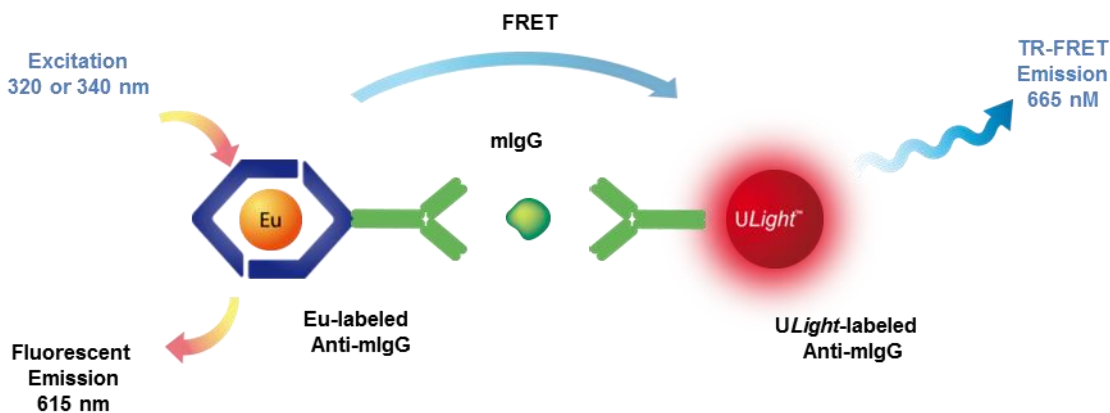 FRET
Excitation
320 or 340 nm
TR-FRET
Emission
665 nM
mIgG
Eu
ULight™
Eu-labeled
Anti-mIgG
ULight-labeled
Anti-mIgG
Fluorescent
Emission
615 nm